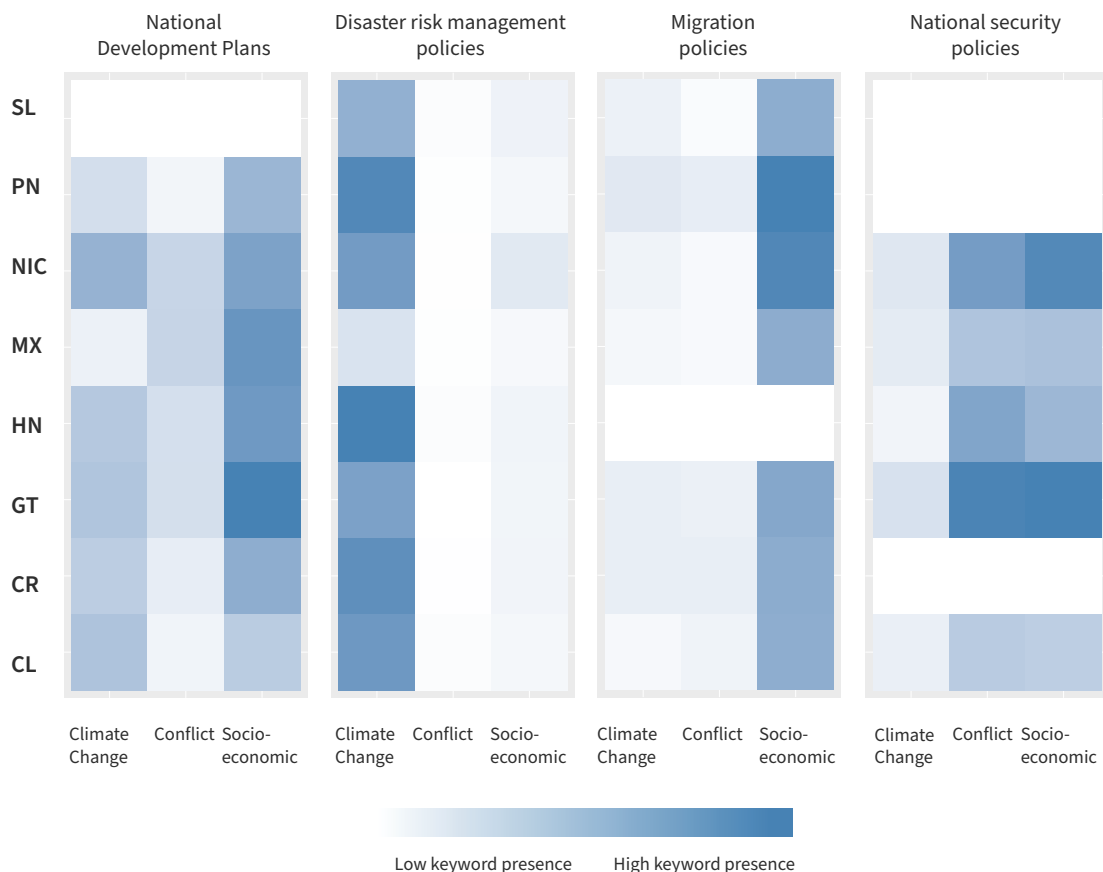 National
Development Plans
Disaster risk management
policies
Migration
policies
National security
policies
SL
PN
NIC
MX
HN
GT
CR
CL
Climate
Change
Conflict
Socio-
economic
Climate
Change
Conflict
Socio-
economic
Climate
Change
Conflict
Socio-
economic
Climate
Change
Conflict
Socio-
economic
Low keyword presence
High keyword presence